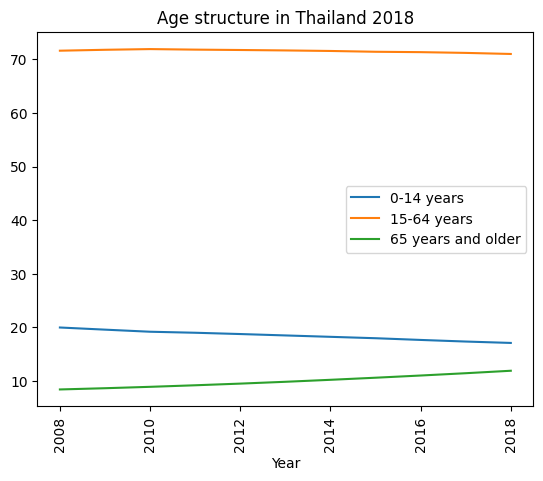 Age structure in Thailand 2018
70
60
50
40
30
20
10
0-14 years
15-64 years
65 years and older
2008
2010
2012
2014
2016
2018
Year